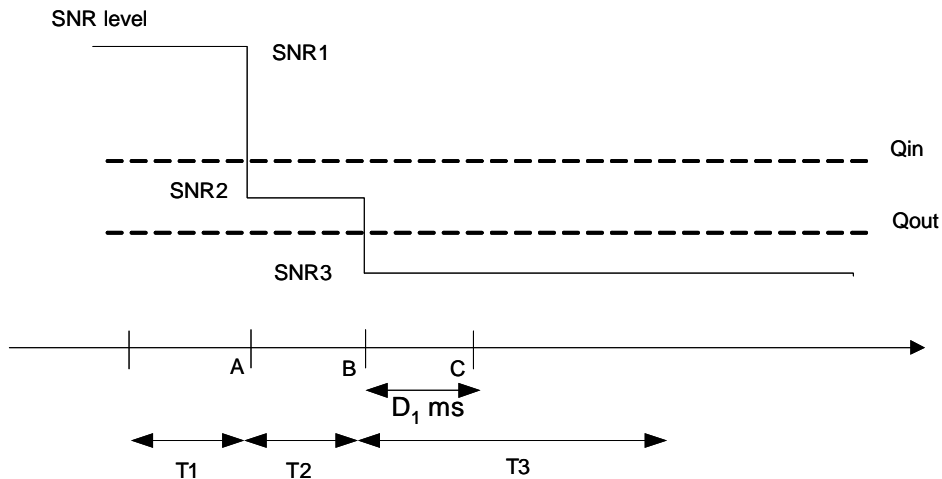 SNR level
SNR1
Qin
SNR2
Qout
SNR3
A
B
C
D₁ ms
T1
T2
T3